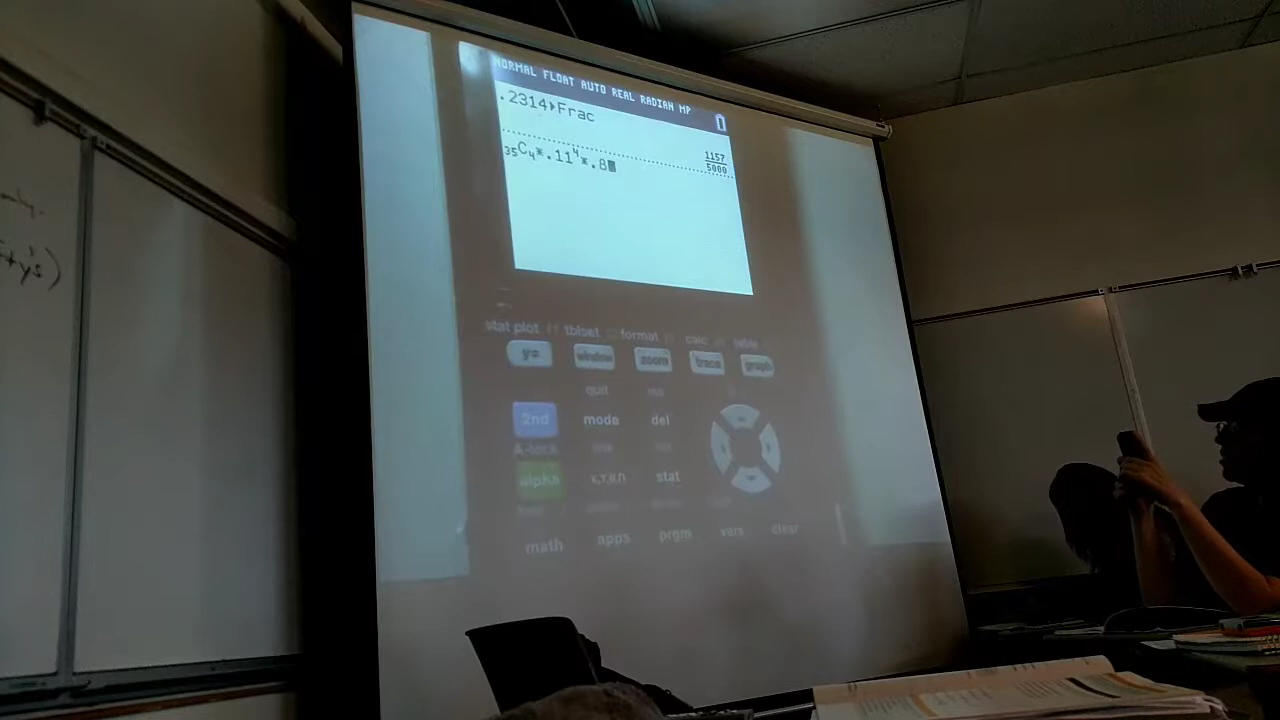 NORMAL FLOAT AUTO REAL RADIAN MP
.2314▸Frac
1157
5000
35C4*.11^4*.8
stat plot tblset format calc table
y= window zoom trace graph
quit
2nd mode del
A-lock
alpha X,T,θ,n stat
math apps prgm vars clear